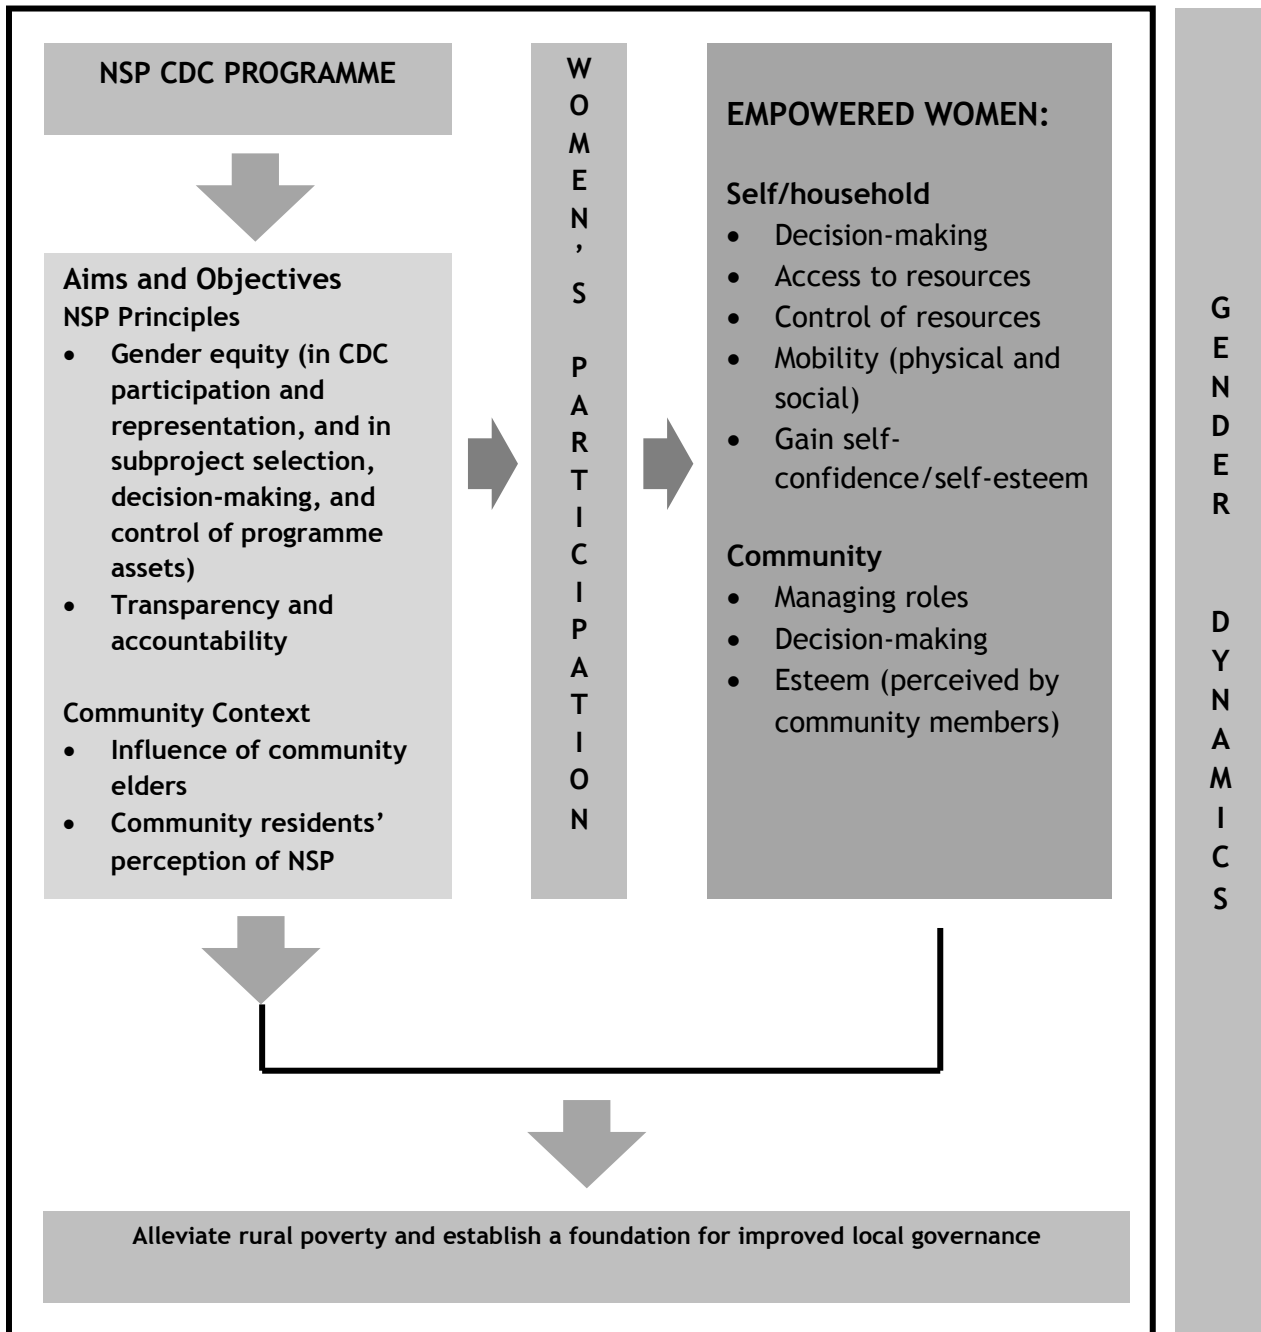 NSP CDC PROGRAMME
Aims and Objectives
NSP Principles
• Gender equity (in CDC
participation and
representation, and in
subproject selection,
decision-making, and
control of programme
assets)
• Transparency and
accountability
Community Context
• Influence of community
elders
• Community residents’
perception of NSP
WOMEN’S PARTICIPATION
EMPOWERED WOMEN:
Self/household
• Decision-making
• Access to resources
• Control of resources
• Mobility (physical and
social)
• Gain self-
confidence/self-esteem
Community
• Managing roles
• Decision-making
• Esteem (perceived by
community members)
Alleviate rural poverty and establish a foundation for improved local governance
GENDER DYNAMICS